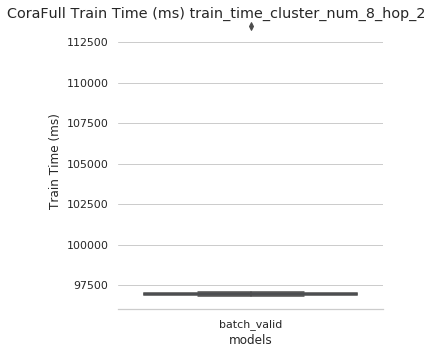 CoraFull Train Time (ms) train_time_cluster_num_8_hop_2
112500
110000
107500
105000
102500
100000
97500
Train Time (ms)
batch_valid
models